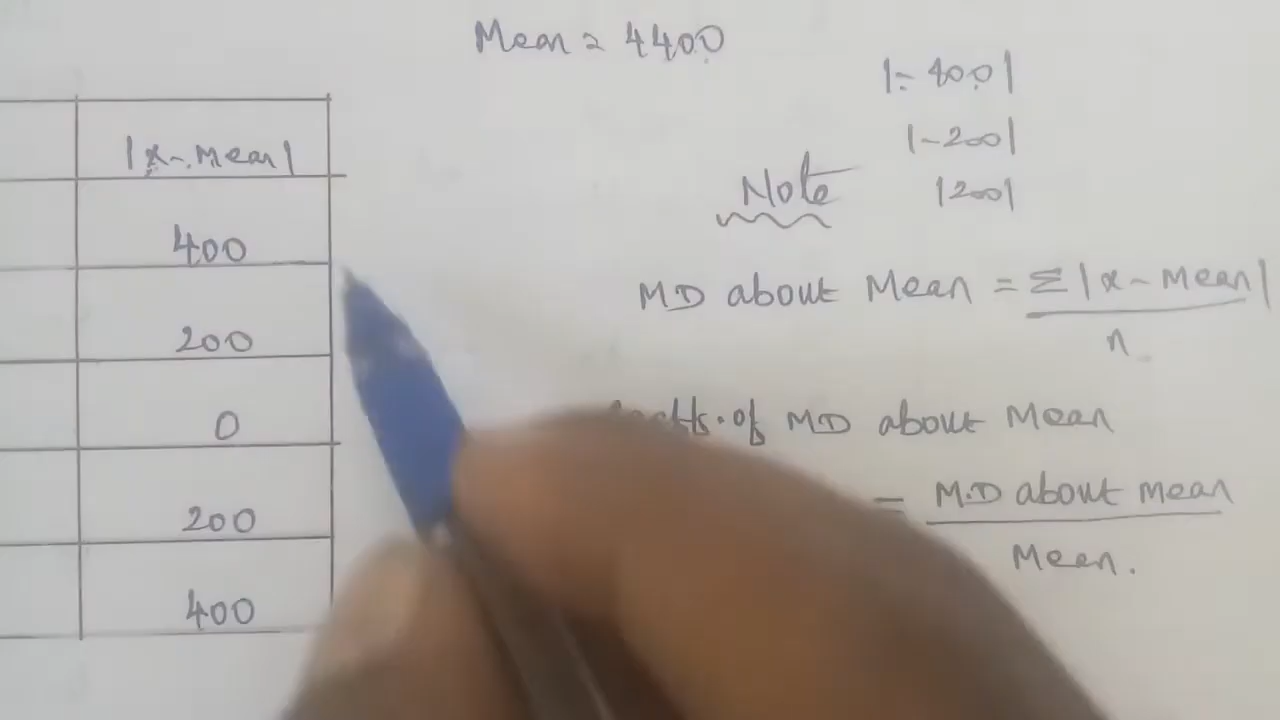 Mean = 4400
|- 400|
|-200|
|200|
Note
|x - Mean|
400
200
0
200
400
MD about Mean = Σ|x - Mean|
n
of MD about Mean
= M.D about mean
Mean.